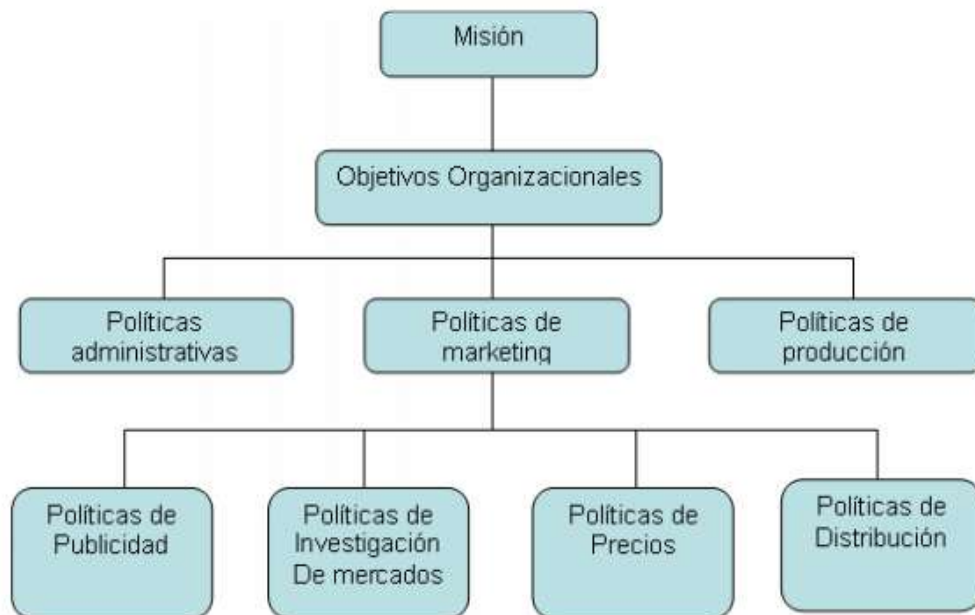 Misión
Objetivos Organizacionales
Políticas
administrativas
Políticas de
marketing
Políticas de
producción
Políticas de
Publicidad
Políticas de
Investigación
De mercados
Políticas de
Precios
Políticas de
Distribución